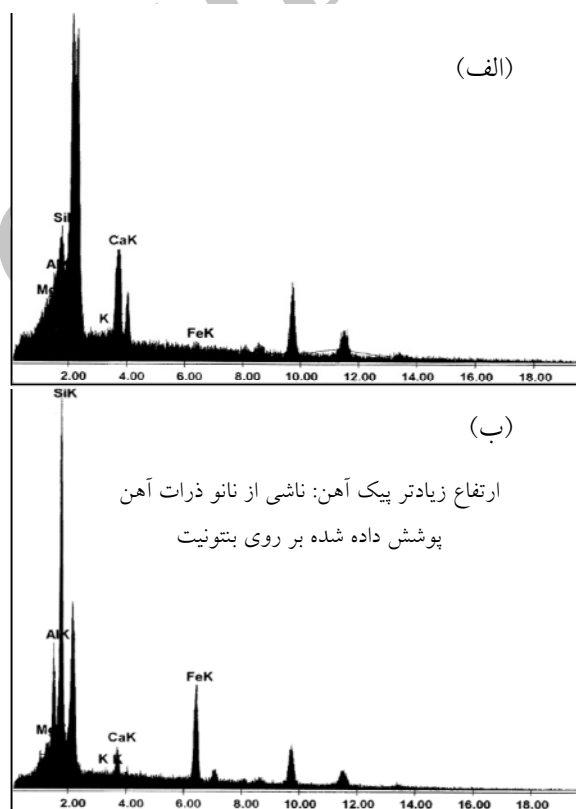 (الف)
SiK
CaK
AlK
Mg
K
FeK
2.00 4.00 6.00 8.00 10.00 12.00 14.00 16.00 18.00
SiK
(ب)
ارتفاع زیادتر پیک آهن: ناشی از نانو ذرات آهن
پوشش داده شده بر روی بنتونیت
AlK
FeK
Mg
CaK
K K
2.00 4.00 6.00 8.00 10.00 12.00 14.00 16.00 18.00